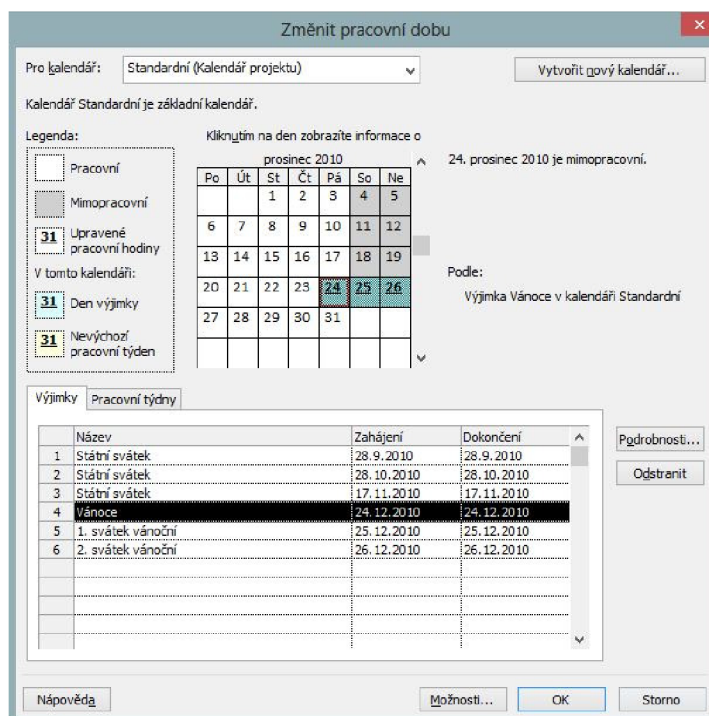 Změnit pracovní dobu
Pro kalendář: Standardní (Kalendář projektu) Vytvořit nový kalendář...
Kalendář Standardní je základní kalendář.
Legenda: Kliknutím na den zobrazíte informace o
Pracovní
Mimopracovní
31 Upravené pracovní hodiny
V tomto kalendáři:
31 Den výjimky
31 Nevýchozí pracovní týden
prosinec 2010
Po Út St Čt Pá So Ne
1 2 3 4 5
6 7 8 9 10 11 12
13 14 15 16 17 18 19
20 21 22 23 24 25 26
27 28 29 30 31
24. prosinec 2010 je mimopracovní.
Podle:
Výjimka Vánoce v kalendáři Standardní
Výjimky Pracovní týdny
Název Zahájení Dokončení
1 Státní svátek 28.9.2010 28.9.2010
2 Státní svátek 28.10.2010 28.10.2010
3 Státní svátek 17.11.2010 17.11.2010
4 Vánoce 24.12.2010 24.12.2010
5 1. svátek vánoční 25.12.2010 25.12.2010
6 2. svátek vánoční 26.12.2010 26.12.2010
Podrobnosti...
Odstranit
Nápověda Možnosti... OK Storno